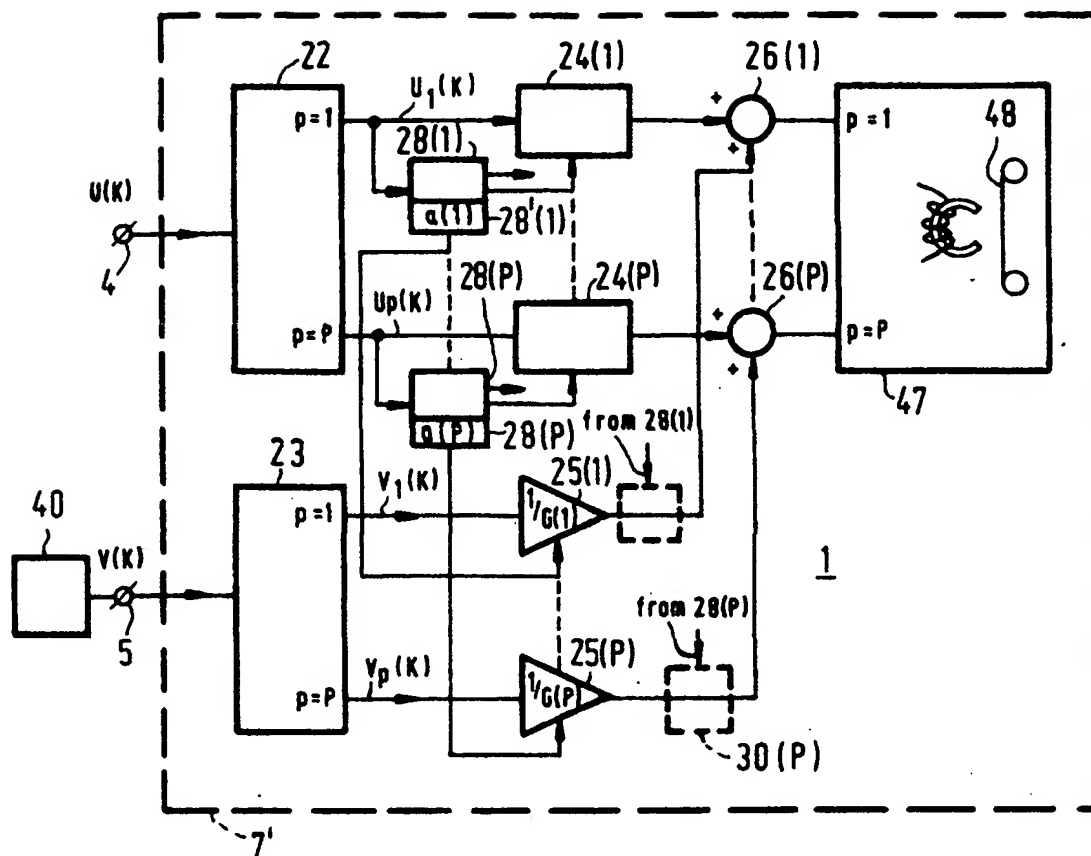 22
24(1)
26(1)
U₁(K)
p=1
28(1)
+
+
p=1
48
U(K)
a(1)
28'(1)
4
28(P)
24(P)
26(P)
Up(K)
p=P
+
+
p=P
47
a(P)
28(P)
from 28(1)
23
V₁(K)
25(1)
p=1
1/G(1)
40
V(K)
1
5
from 28(P)
Vp(K)
25(P)
p=P
1/G(P)
30(P)
7'